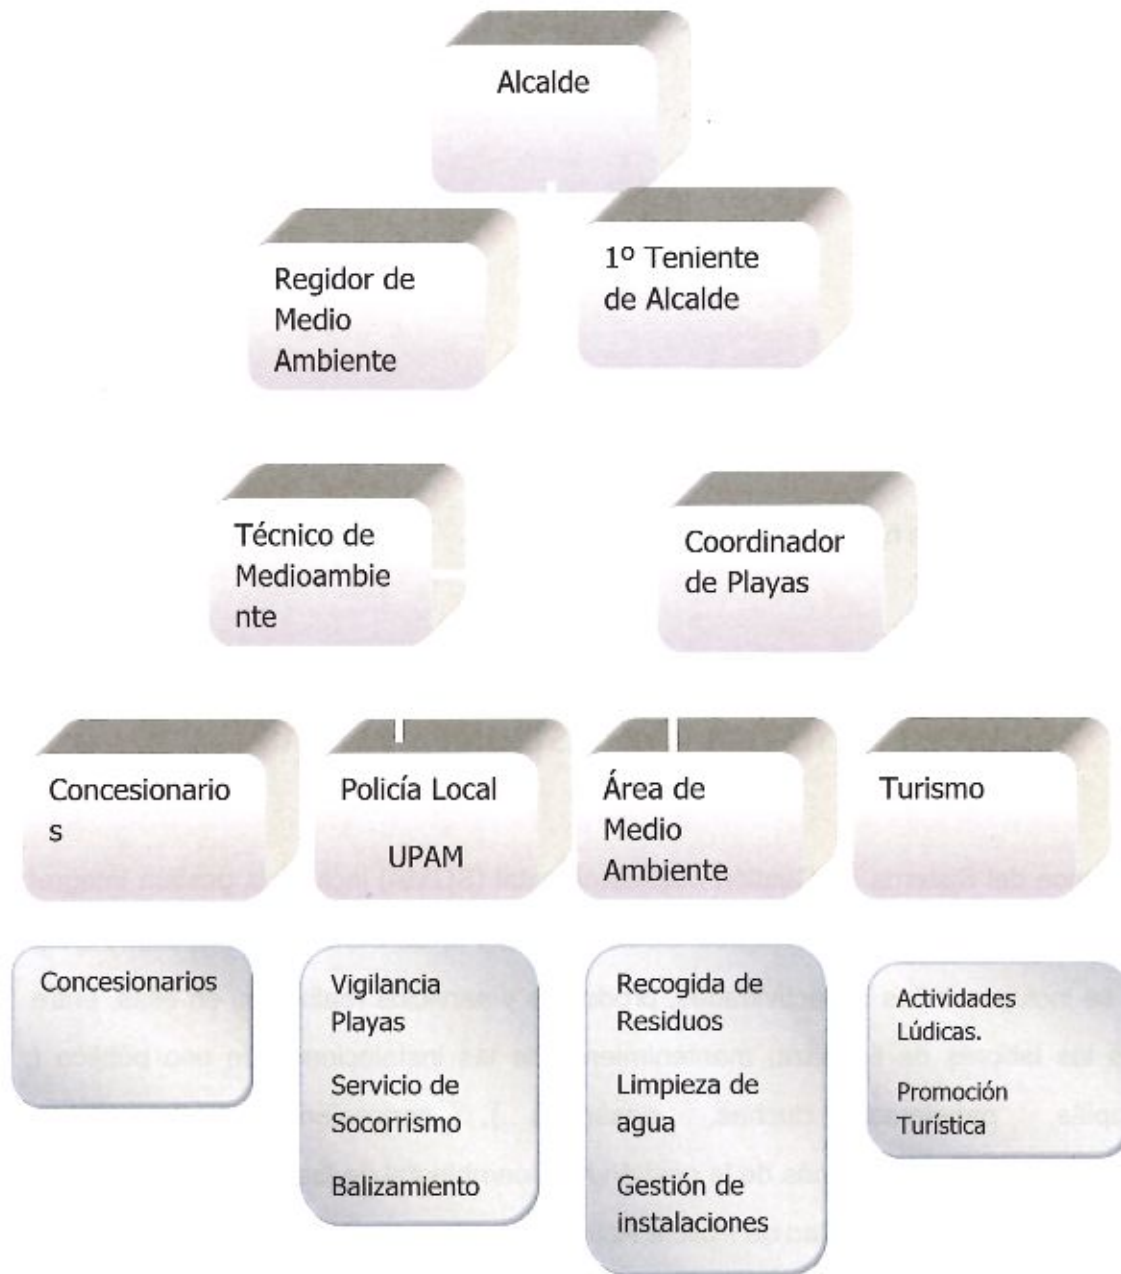 Alcalde
Regidor de
Medio
Ambiente
1º Teniente
de Alcalde
Técnico de
Medioambie
nte
Coordinador
de Playas
Concesionario
s
Policía Local
UPAM
Área de
Medio
Ambiente
Turismo
Concesionarios
Vigilancia
Playas
Servicio de
Socorrismo
Balizamiento
Recogida de
Residuos
Limpieza de
agua
Gestión de
instalaciones
Actividades
Lúdicas.
Promoción
Turística